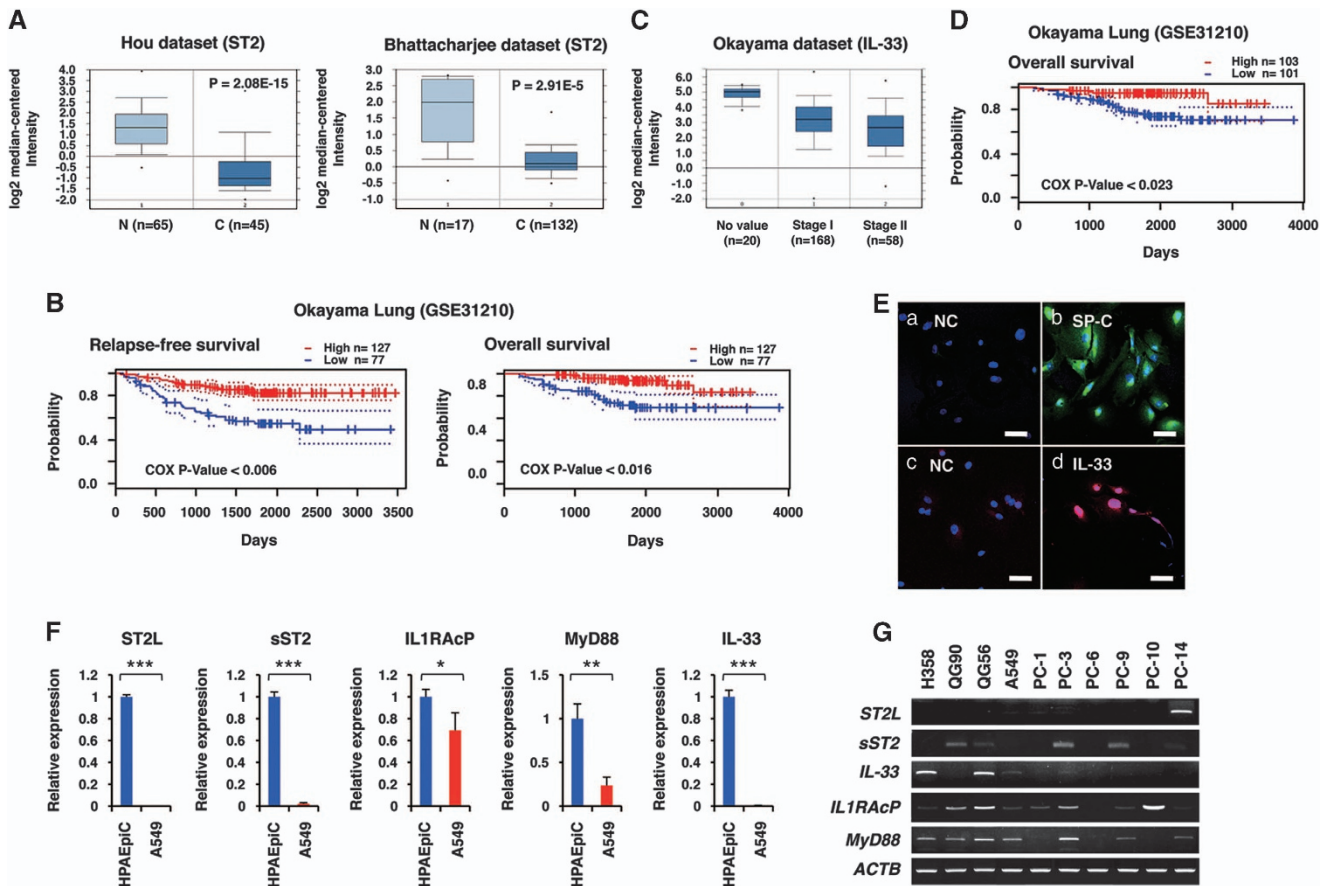 A
Hou dataset (ST2)
log2 median-centered
Intensity
4.0
3.5
3.0
2.5
2.0
1.5
1.0
0.5
0.0
-0.5
-1.0
-1.5
-2.0
P = 2.08E-15
N (n=65)
C (n=45)
Bhattacharjee dataset (ST2)
log2 median-centered
Intensity
3.0
2.5
2.0
1.5
1.0
0.5
0.0
-0.5
-1.0
P = 2.91E-5
N (n=17)
C (n=132)
C
Okayama dataset (IL-33)
log2 median-centered
Intensity
6.0
5.0
4.0
3.0
2.0
1.0
0.0
-1.0
-2.0
No value
(n=20)
Stage I
(n=168)
Stage II
(n=58)
D
Okayama Lung (GSE31210)
Overall survival
High n= 103
Low n= 101
Probability
0.8
0.4
0.0
COX P-Value < 0.023
0 1000 2000 3000 4000
Days
B
Okayama Lung (GSE31210)
Relapse-free survival
High n= 127
Low n= 77
Probability
0.8
0.4
0.0
COX P-Value < 0.006
0 500 1000 1500 2000 2500 3000 3500
Days
Overall survival
High n= 127
Low n= 77
Probability
0.8
0.4
0.0
COX P-Value < 0.016
0 1000 2000 3000 4000
Days
E
a NC
b SP-C
c NC
d IL-33
F
ST2L
***
Relative expression
1.2
1
0.8
0.6
0.4
0.2
0
HPAEpiC
A549
sST2
***
Relative expression
1.2
1
0.8
0.6
0.4
0.2
0
HPAEpiC
A549
IL1RAcP
*
Relative expression
1.2
1
0.8
0.6
0.4
0.2
0
HPAEpiC
A549
MyD88
**
Relative expression
1.5
1
0.5
0
HPAEpiC
A549
IL-33
***
Relative expression
1.2
1
0.8
0.6
0.4
0.2
0
HPAEpiC
A549
G
H358
QG90
QG56
A549
PC-1
PC-3
PC-6
PC-9
PC-10
PC-14
ST2L
sST2
IL-33
IL1RAcP
MyD88
ACTB